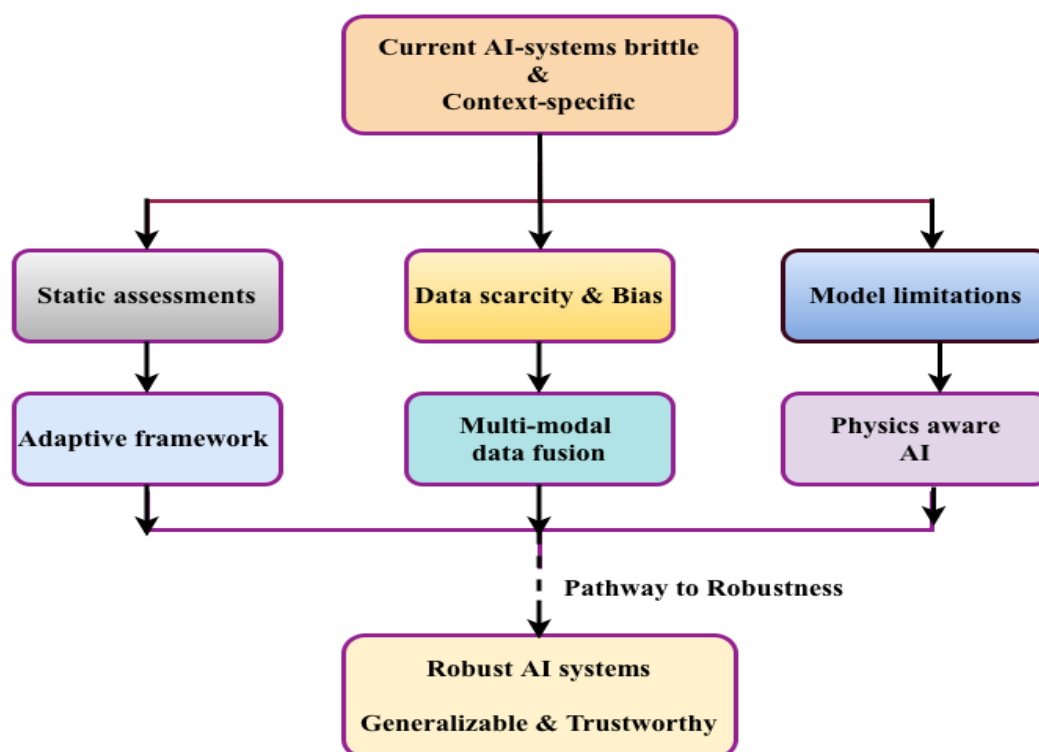 Current AI-systems brittle
&
Context-specific
Static assessments
Data scarcity & Bias
Model limitations
Adaptive framework
Multi-modal
data fusion
Physics aware
AI
Pathway to Robustness
Robust AI systems
Generalizable & Trustworthy